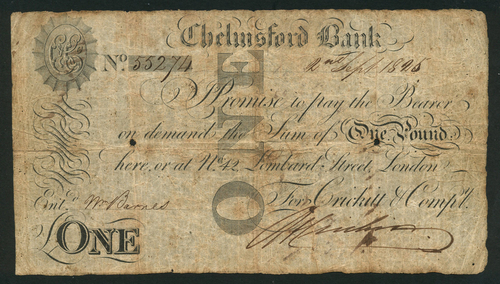 Chelmsford Bank
No. 55274
2nd Sept. 1825
I Promise to pay the Bearer
on demand the Sum of One Pound
here, or at No. 42 Lombard Street London
Entd. Wm Barnes
For Crickitt & Compy.
£ONE
ONE